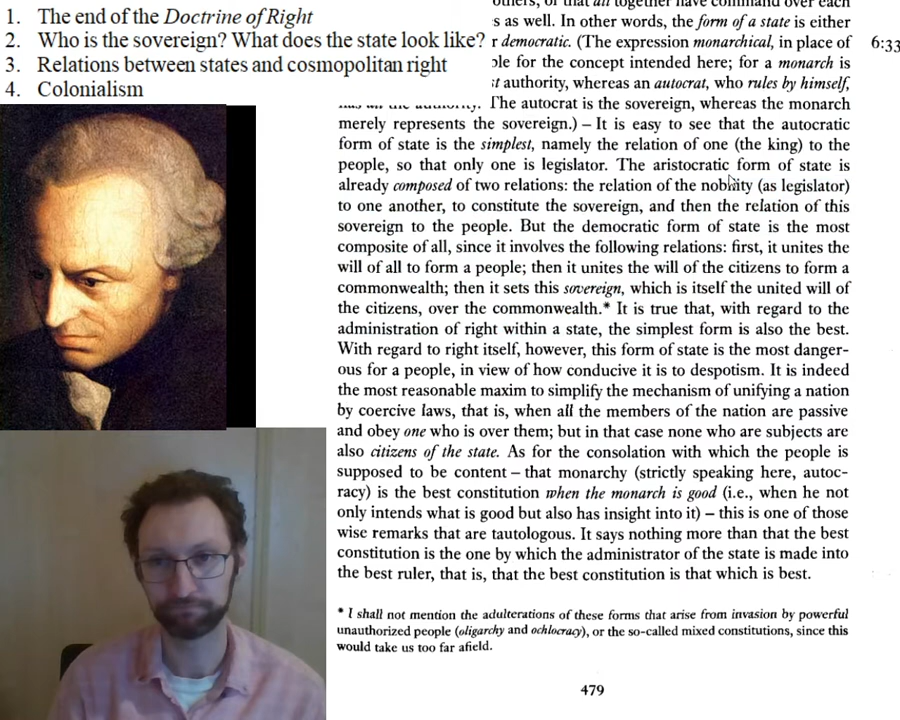 1. The end of the Doctrine of Right
2. Who is the sovereign? What does the state look like?
3. Relations between states and cosmopolitan right
4. Colonialism
others, or that all together have command over each
s as well. In other words, the form of a state is either
r democratic. (The expression monarchical, in place of
ble for the concept intended here; for a monarch is
t authority, whereas an autocrat, who rules by himself,
The autocrat is the sovereign, whereas the monarch
merely represents the sovereign.) – It is easy to see that the autocratic
form of state is the simplest, namely the relation of one (the king) to the
people, so that only one is legislator. The aristocratic form of state is
already composed of two relations: the relation of the nobility (as legislator)
to one another, to constitute the sovereign, and then the relation of this
sovereign to the people. But the democratic form of state is the most
composite of all, since it involves the following relations: first, it unites the
will of all to form a people; then it unites the will of the citizens to form a
commonwealth; then it sets this sovereign, which is itself the united will of
the citizens, over the commonwealth.* It is true that, with regard to the
administration of right within a state, the simplest form is also the best.
With regard to right itself, however, this form of state is the most danger-
ous for a people, in view of how conducive it is to despotism. It is indeed
the most reasonable maxim to simplify the mechanism of unifying a nation
by coercive laws, that is, when all the members of the nation are passive
and obey one who is over them; but in that case none who are subjects are
also citizens of the state. As for the consolation with which the people is
supposed to be content – that monarchy (strictly speaking here, autoc-
racy) is the best constitution when the monarch is good (i.e., when he not
only intends what is good but also has insight into it) – this is one of those
wise remarks that are tautologous. It says nothing more than that the best
constitution is the one by which the administrator of the state is made into
the best ruler, that is, that the best constitution is that which is best.
* I shall not mention the adulterations of these forms that arise from invasion by powerful
unauthorized people (oligarchy and ochlocracy), or the so-called mixed constitutions, since this
would take us too far afield.
479
6:33